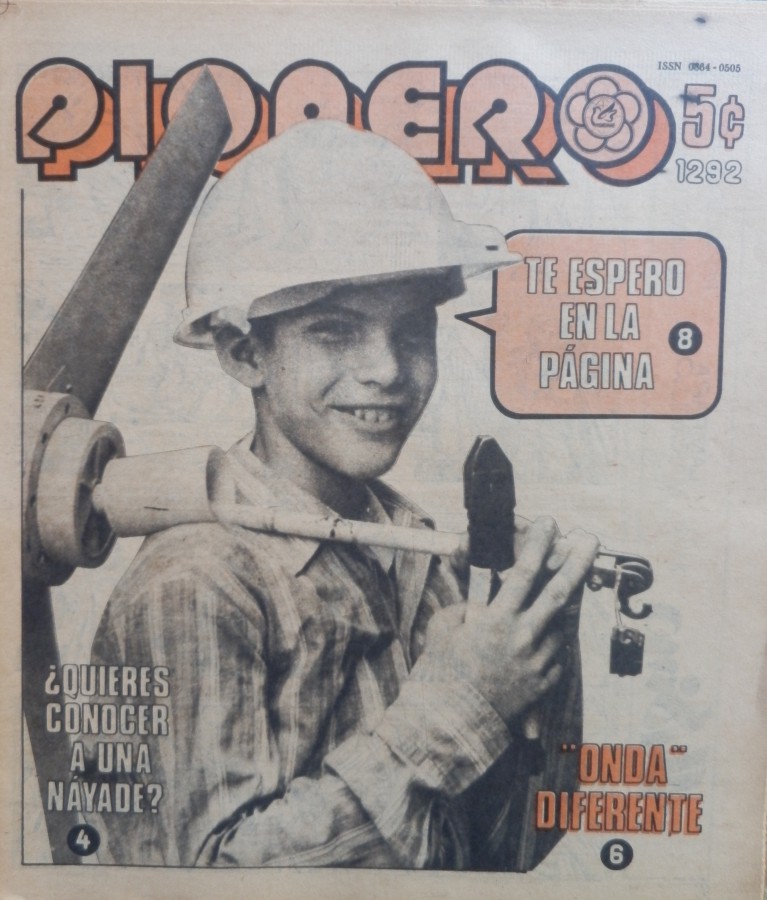 PIONERO
ISSN 0864-0505
5¢
1292
TE ESPERO
EN LA
PÁGINA
8
¿QUIERES
CONOCER
A UNA
NÁYADE?
4
"ONDA"
DIFERENTE
6